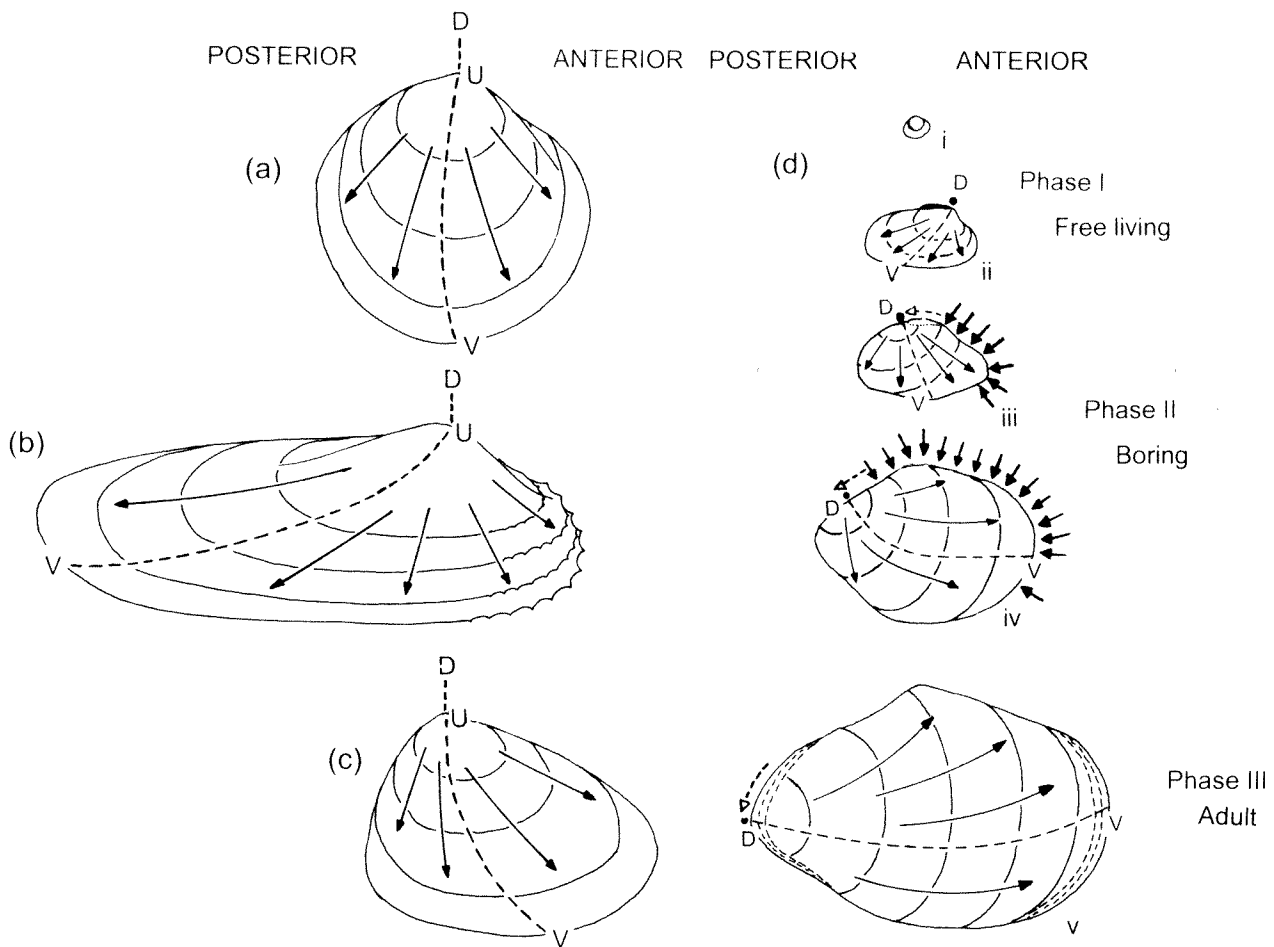 D
POSTERIOR ANTERIOR POSTERIOR ANTERIOR
U
(a)
V
D
(b)
U
V
D
U
(c)
V
(d)
i
D
Phase I
Free living
V
ii
D
V
iii
Phase II
Boring
D
V
iv
Phase III
Adult
D
V
v